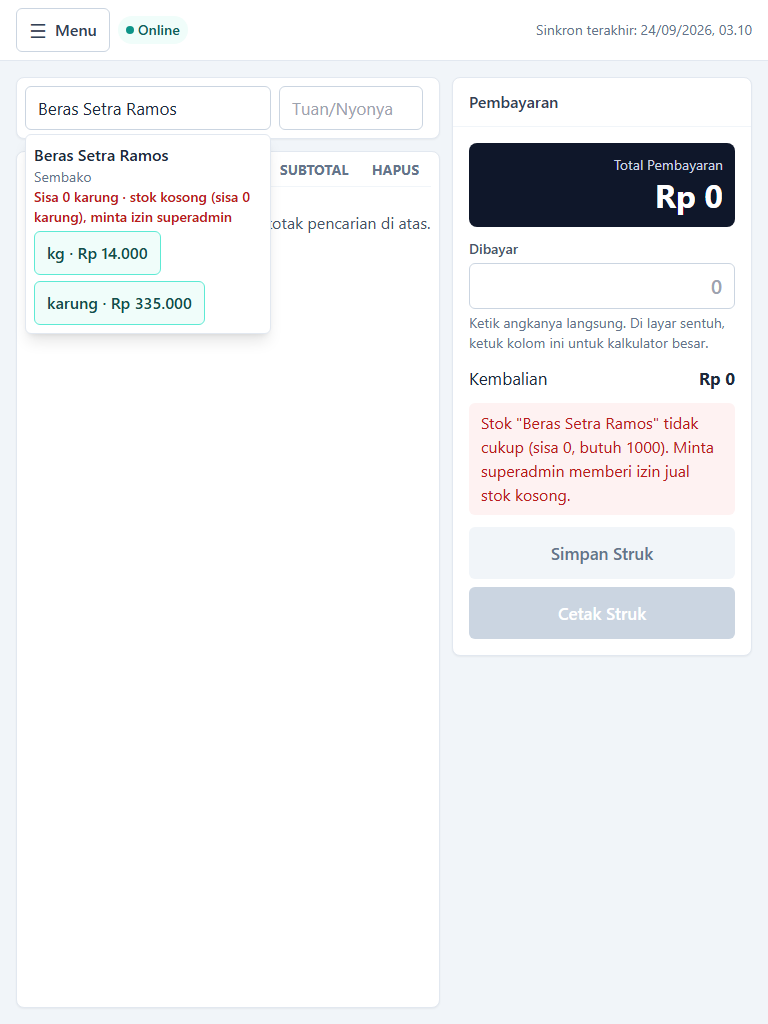 ☰ Menu
Online
Sinkron terakhir: 24/09/2026, 03.10
Beras Setra Ramos
Tuan/Nyonya
Beras Setra Ramos
Sembako
Sisa 0 karung · stok kosong (sisa 0
karung), minta izin superadmin
kg · Rp 14.000
karung · Rp 335.000
SUBTOTAL
HAPUS
pencarian di atas.
Pembayaran
Total Pembayaran
Rp 0
Dibayar
0
Ketik angkanya langsung. Di layar sentuh,
ketuk kolom ini untuk kalkulator besar.
Kembalian
Rp 0
Stok "Beras Setra Ramos" tidak
cukup (sisa 0, butuh 1000). Minta
superadmin memberi izin jual
stok kosong.
Simpan Struk
Cetak Struk